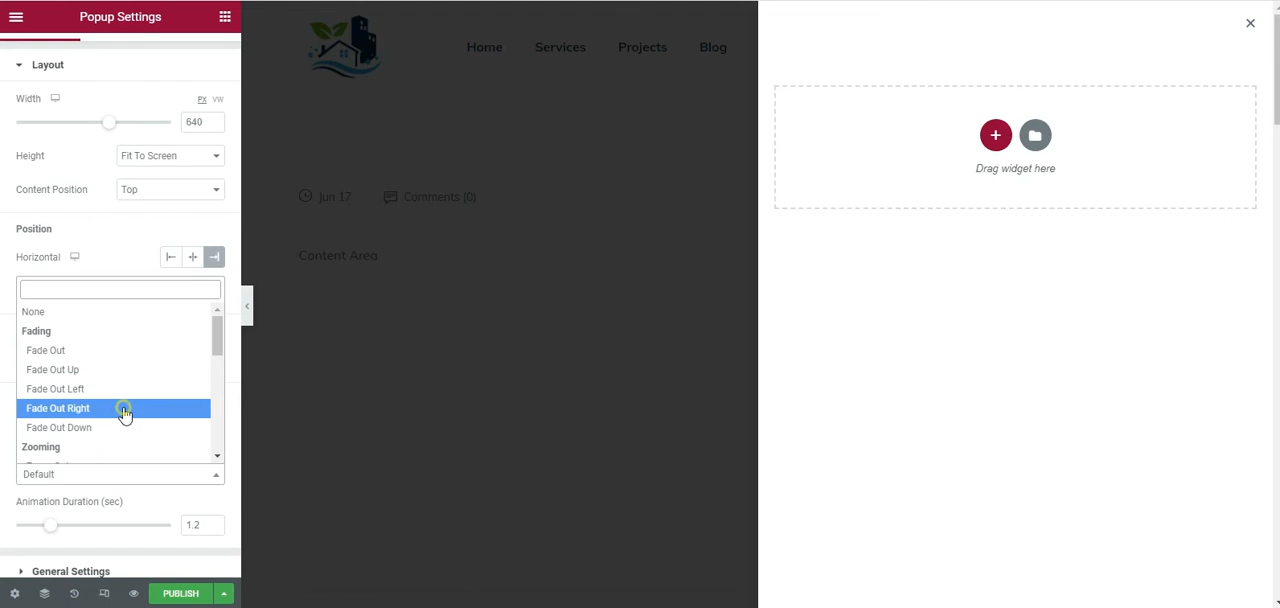 Popup Settings
Layout
Width
PX VW
640
Height
Fit To Screen
Content Position
Top
Position
Horizontal
None
Fading
Fade Out
Fade Out Up
Fade Out Left
Fade Out Right
Fade Out Down
Zooming
Default
Animation Duration (sec)
1.2
General Settings
PUBLISH
Home
Services
Projects
Blog
Jun 17
Comments (0)
Content Area
Drag widget here